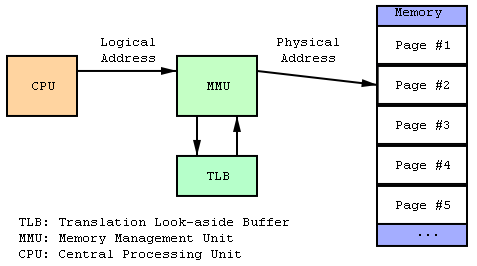 Memory
Logical
Address
Physical
Address
Page #1
CPU
MMU
Page #2
Page #3
Page #4
TLB
Page #5
...
TLB: Translation Look-aside Buffer
MMU: Memory Management Unit
CPU: Central Processing Unit